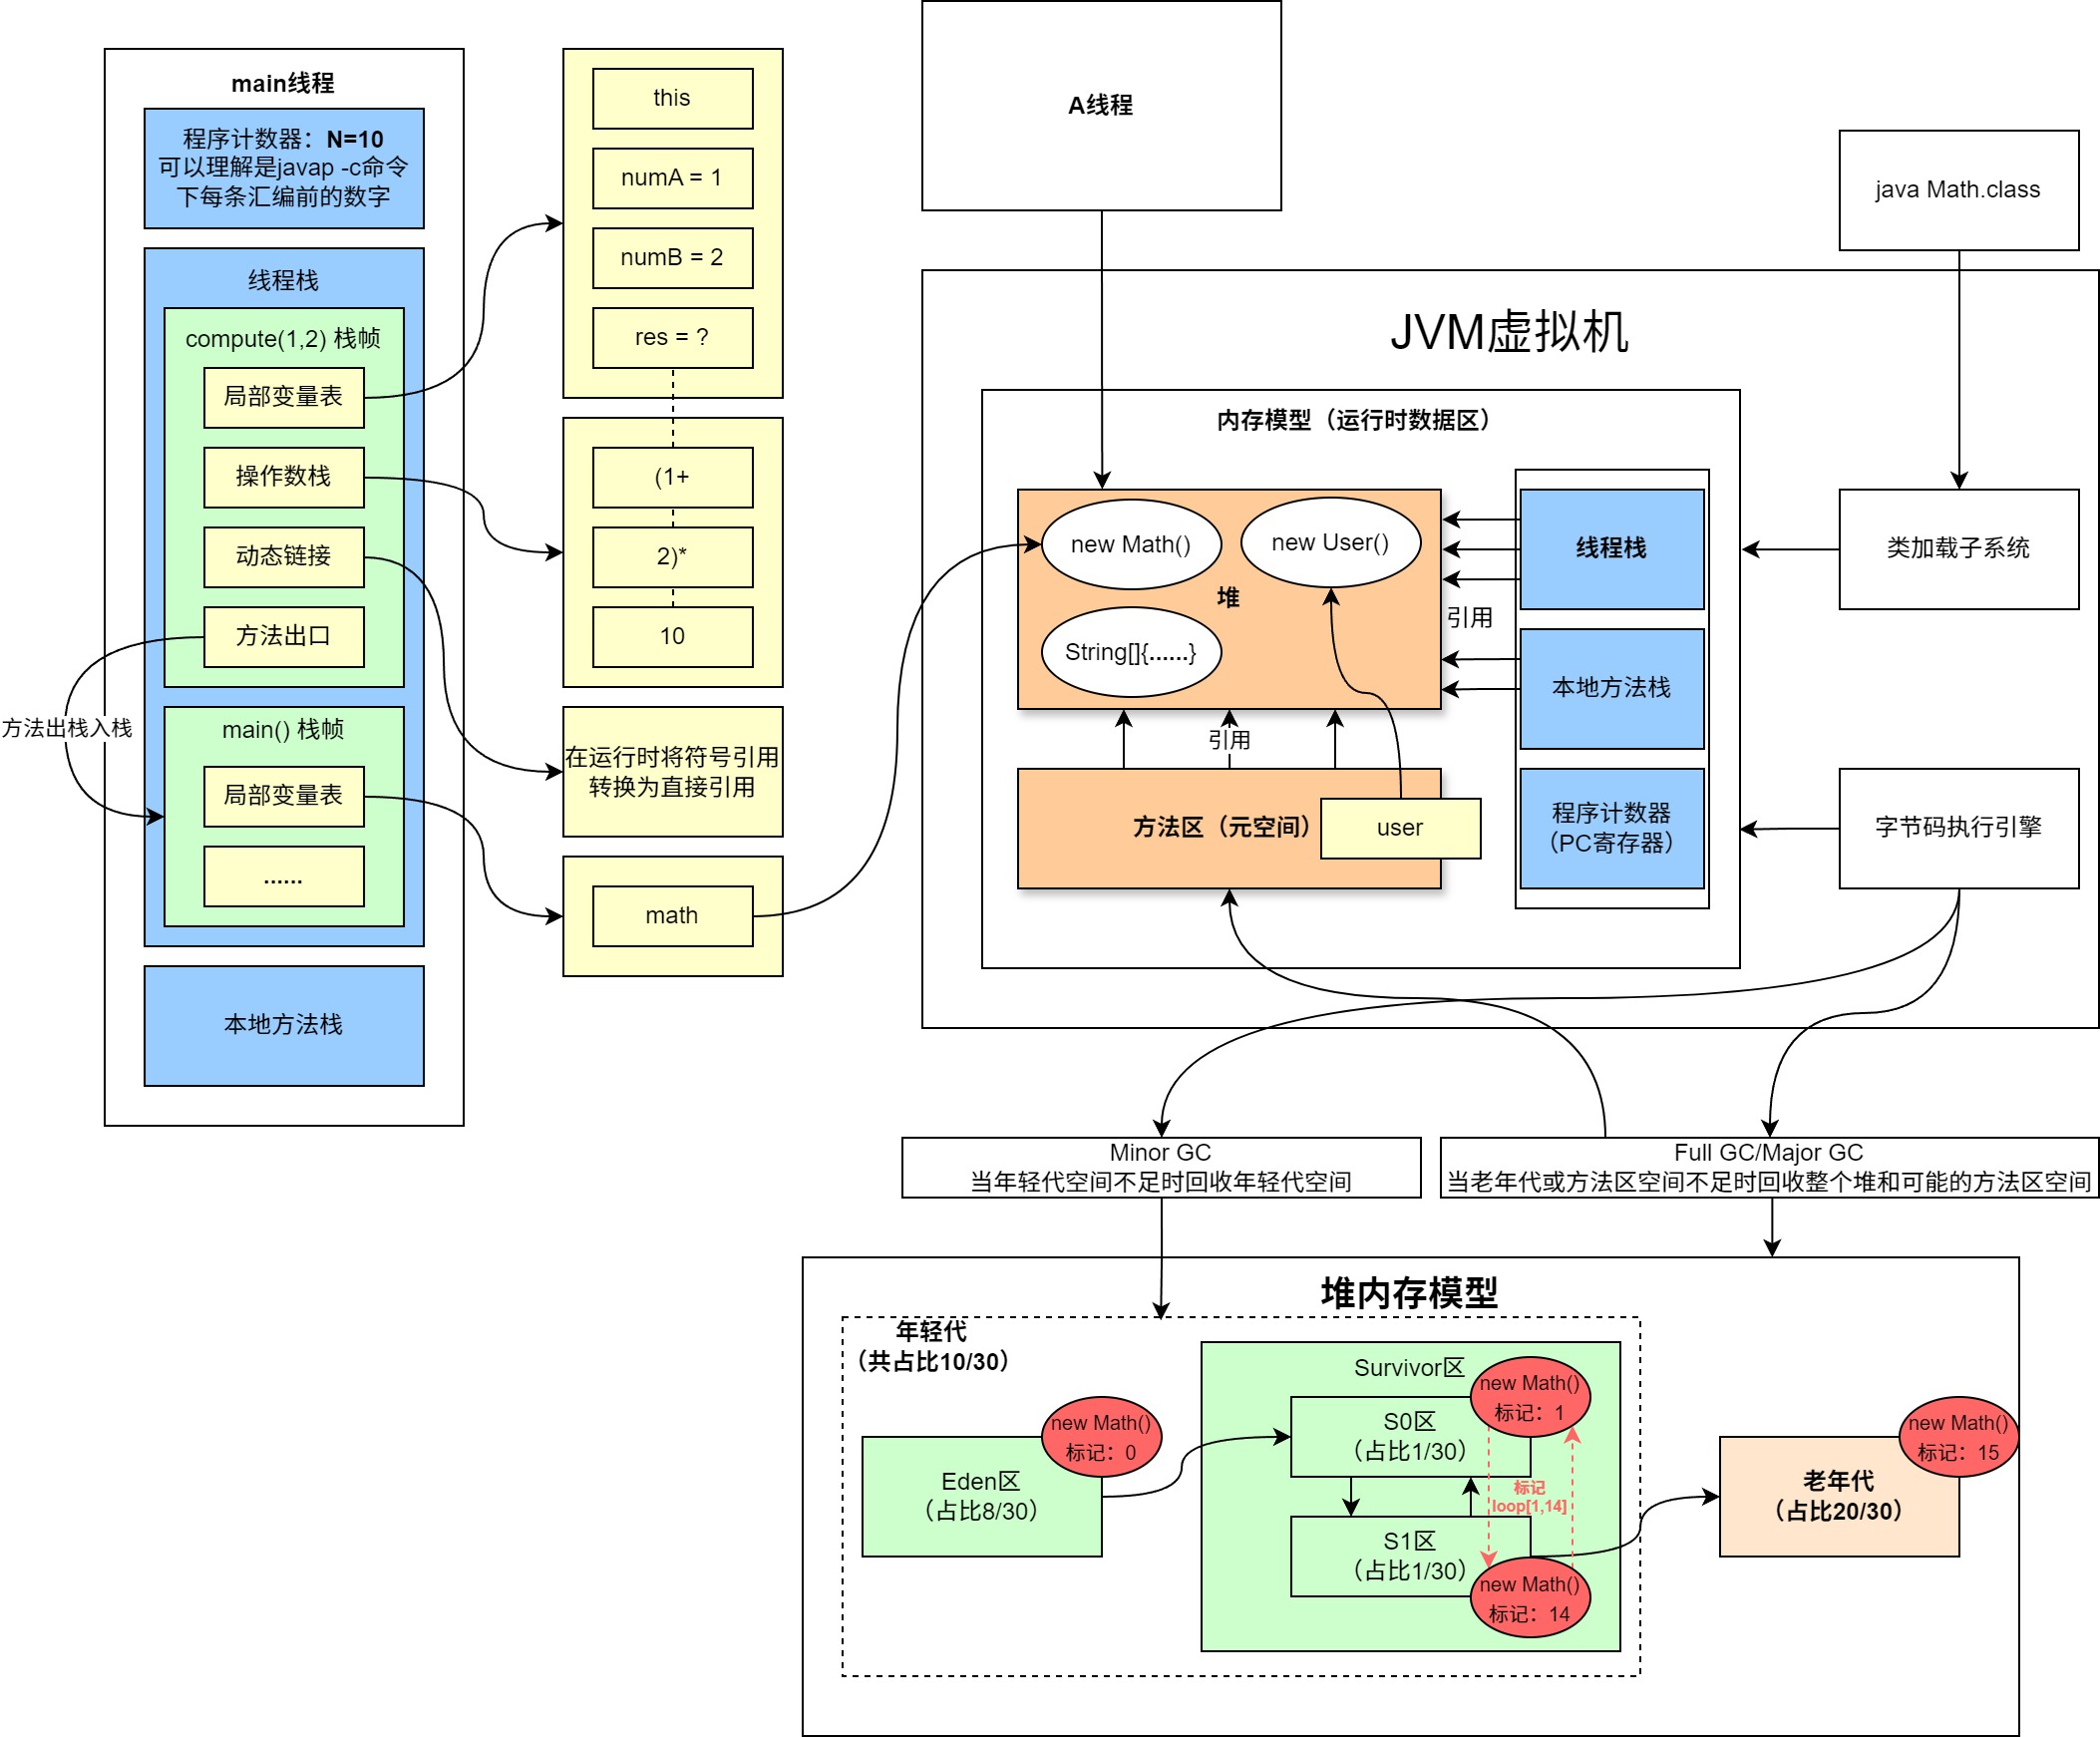 main线程
程序计数器：N=10
可以理解是javap -c命令
下每条汇编前的数字
线程栈
compute(1,2) 栈帧
局部变量表
操作数栈
动态链接
方法出口
方法出栈入栈
main() 栈帧
局部变量表
......
本地方法栈
this
numA = 1
numB = 2
res = ?
(1+
2)*
10
在运行时将符号引用
转换为直接引用
math
A线程
java Math.class
JVM虚拟机
内存模型（运行时数据区）
new Math()
new User()
堆
String[]{......}
引用
线程栈
引用
本地方法栈
方法区（元空间）
user
程序计数器
（PC寄存器）
类加载子系统
字节码执行引擎
Minor GC
当年轻代空间不足时回收年轻代空间
Full GC/Major GC
当老年代或方法区空间不足时回收整个堆和可能的方法区空间
堆内存模型
年轻代
（共占比10/30）
new Math()
标记：0
Eden区
（占比8/30）
Survivor区
new Math()
标记：1
S0区
（占比1/30）
标记
loop[1,14]
S1区
（占比1/30）
new Math()
标记：14
new Math()
标记：15
老年代
（占比20/30）